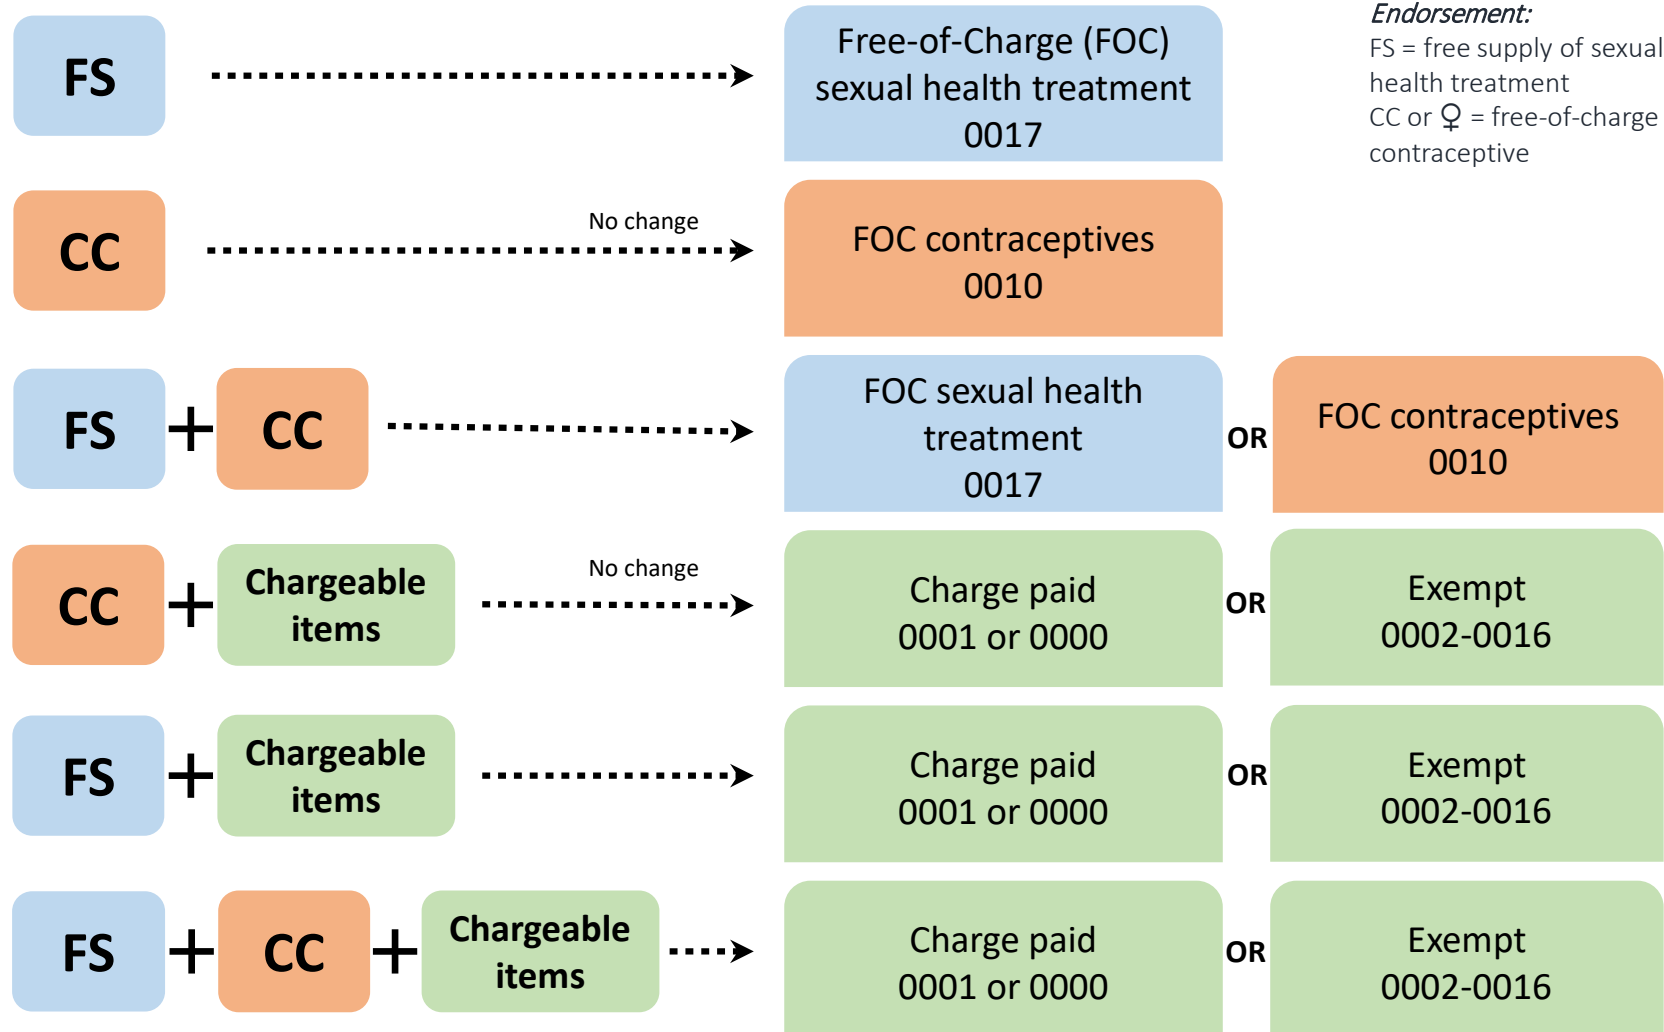 FS
Free-of-Charge (FOC)
sexual health treatment
0017
Endorsement:
FS = free supply of sexual
health treatment
CC or ♀ = free-of-charge
contraceptive
CC
No change
FOC contraceptives
0010
FS + CC
FOC sexual health
treatment
0017
OR
FOC contraceptives
0010
CC + Chargeable
items
No change
Charge paid
0001 or 0000
OR
Exempt
0002-0016
FS + Chargeable
items
Charge paid
0001 or 0000
OR
Exempt
0002-0016
FS + CC + Chargeable
items
Charge paid
0001 or 0000
OR
Exempt
0002-0016